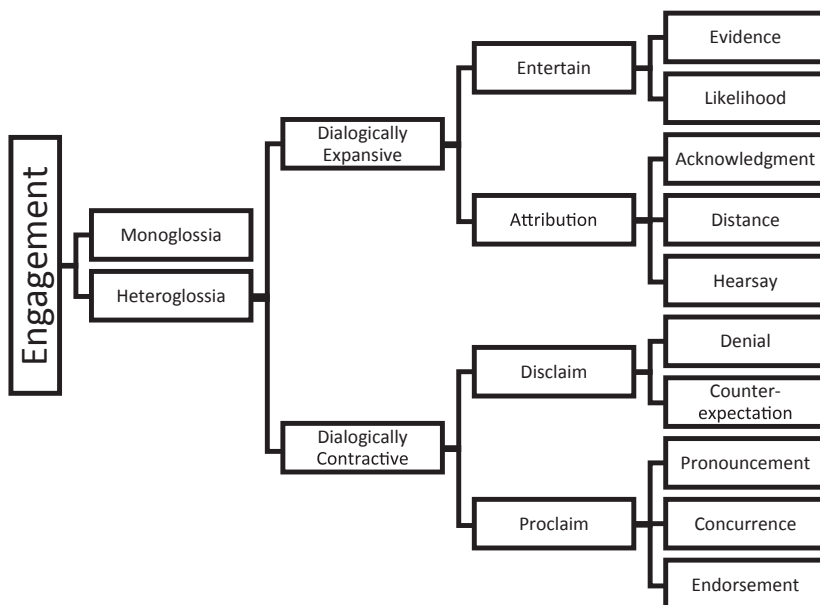 Engagement
Monoglossia
Heteroglossia
Dialogically
Expansive
Dialogically
Contractive
Entertain
Attribution
Disclaim
Proclaim
Evidence
Likelihood
Acknowledgment
Distance
Hearsay
Denial
Counter-
expectation
Pronouncement
Concurrence
Endorsement